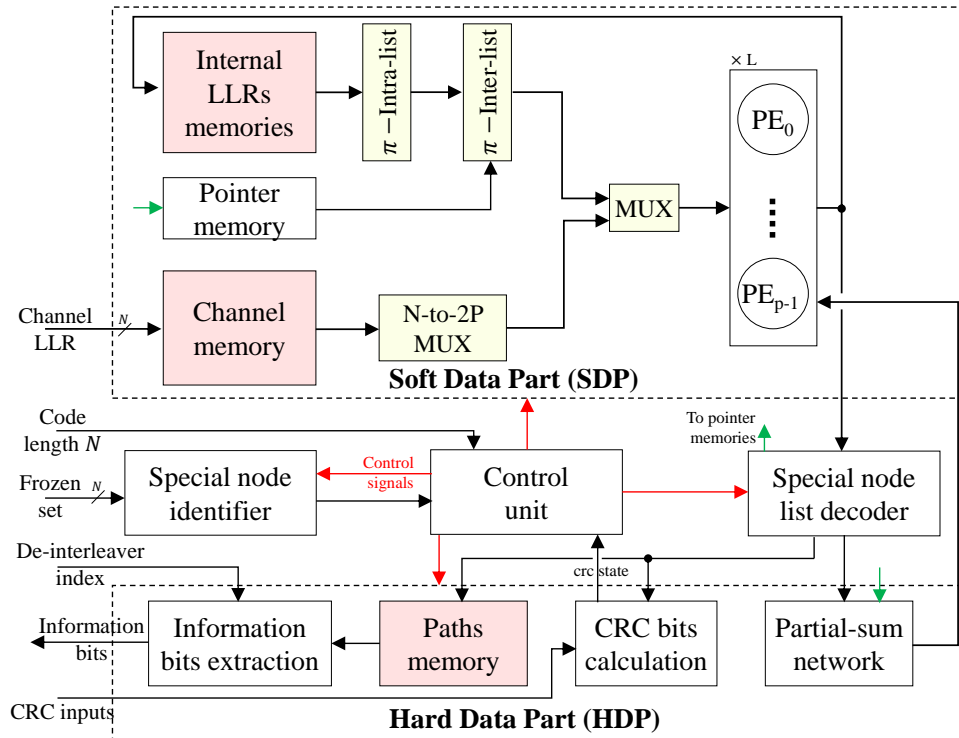 Internal
LLRs
memories
π −Intra-list
π −Inter-list
× L
PE0
PEp-1
Pointer
memory
MUX
Channel
LLR
N
Channel
memory
N-to-2P
MUX
Soft Data Part (SDP)
Code
length N
To pointer
memories
Frozen
set
N
Special node
identifier
Control
signals
Control
unit
Special node
list decoder
De-interleaver
index
crc state
Information
bits
Information
bits extraction
Paths
memory
CRC bits
calculation
Partial-sum
network
CRC inputs
Hard Data Part (HDP)